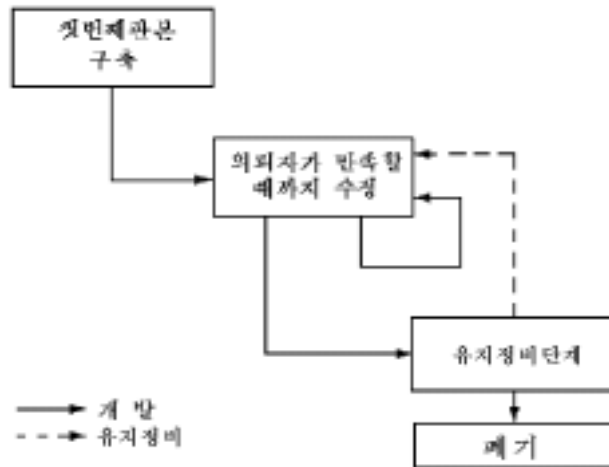 첫번째판본
구축
의뢰자가 만족할
때까지 수정
유지정비단계
개발
유지정비
폐기